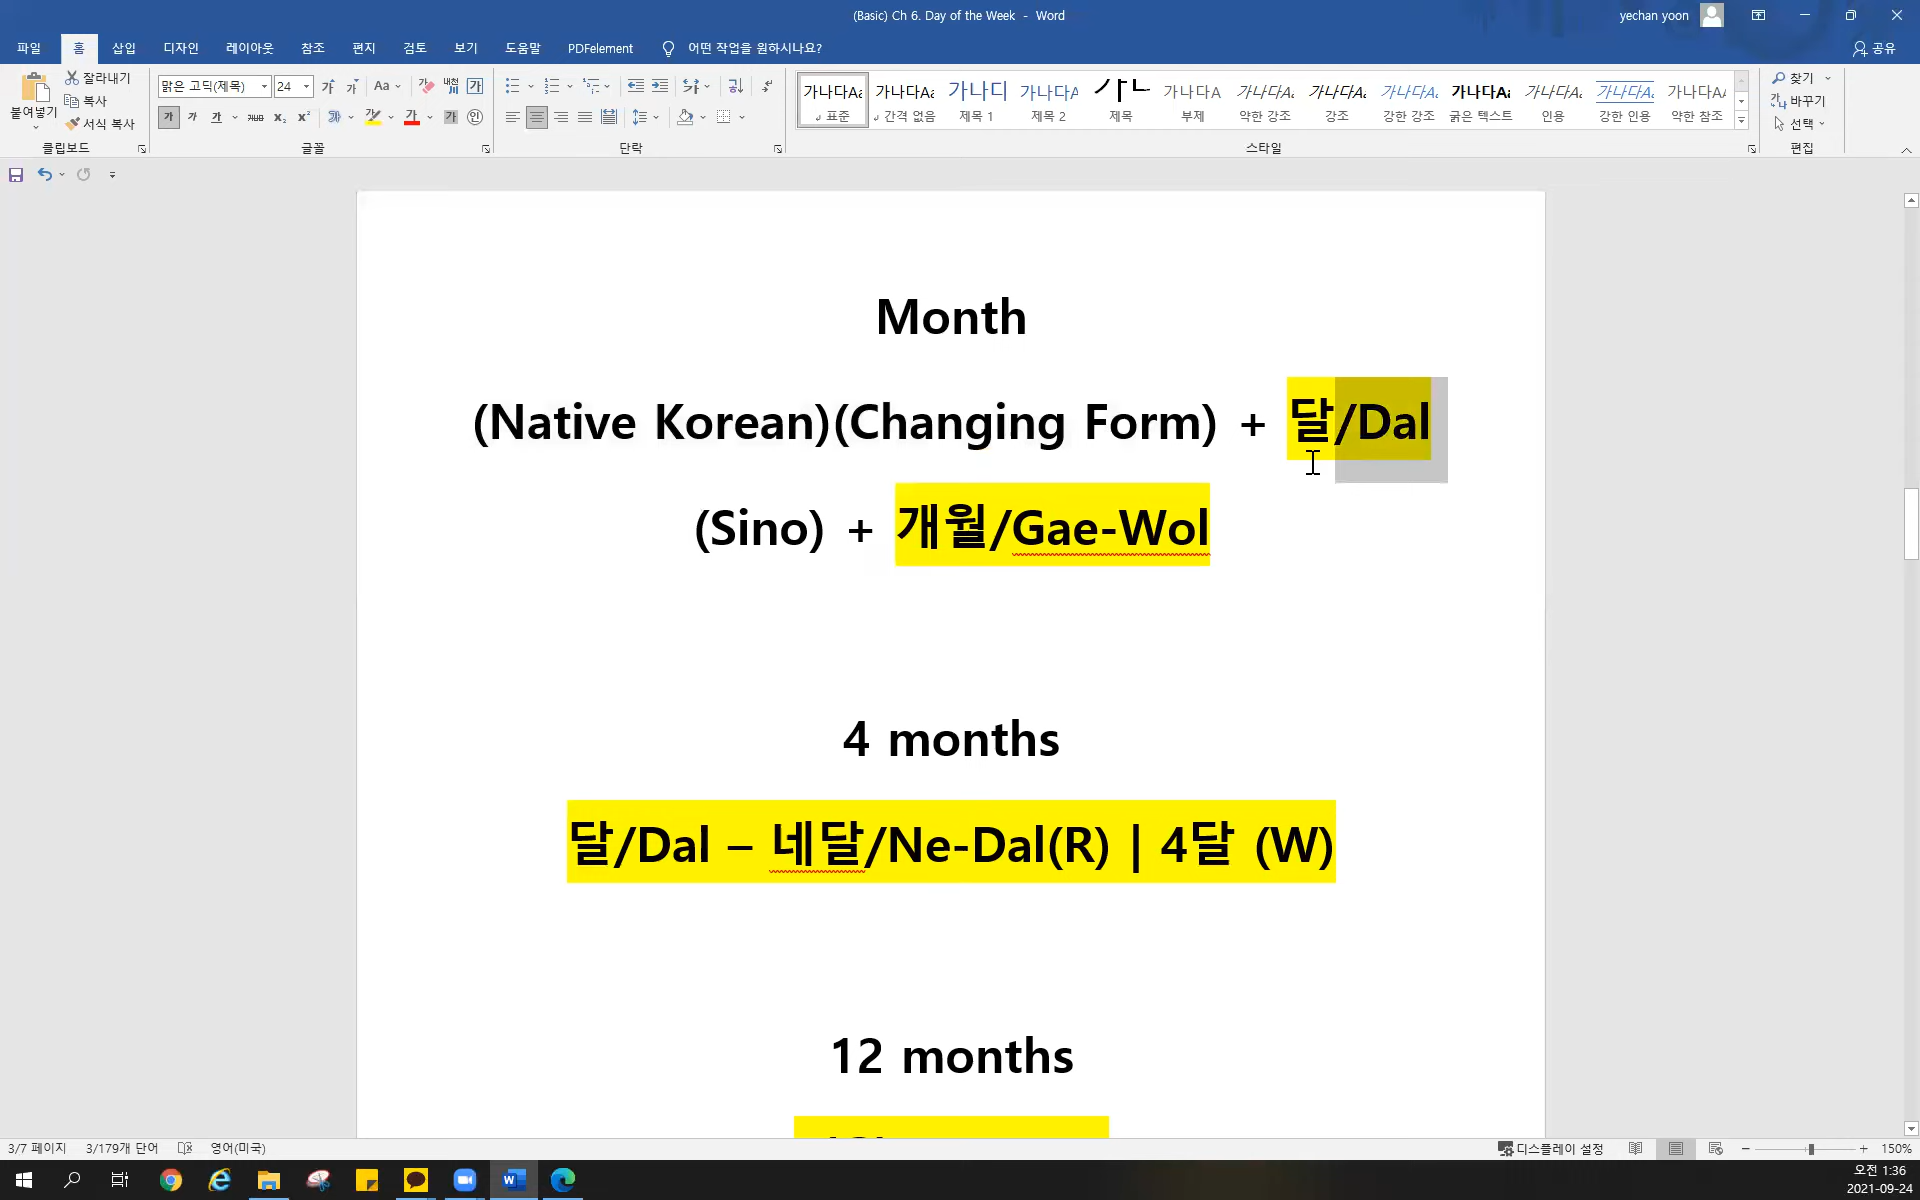 (Basic) Ch 6. Day of the Week - Word
yechan yoon
파일 홈 삽입 디자인 레이아웃 참조 편지 검토 보기 도움말 PDFelement 어떤 작업을 원하시나요? 공유
붙여넣기
잘라내기
복사
서식 복사
클립보드
맑은 고딕(제목) 24
글꼴
단락
표준 간격 없음 제목 1 제목 2 제목 부제 약한 강조 강조 강한 강조 굵은 텍스트 인용 강한 인용 약한 참조
스타일
찾기
바꾸기
선택
편집
Month
(Native Korean)(Changing Form) + 달/Dal
(Sino) + 개월/Gae-Wol
4 months
달/Dal – 네달/Ne-Dal(R) | 4달 (W)
12 months
3/7 페이지 3/179개 단어 영어(미국) 디스플레이 설정 150%
오전 1:36
2021-09-24